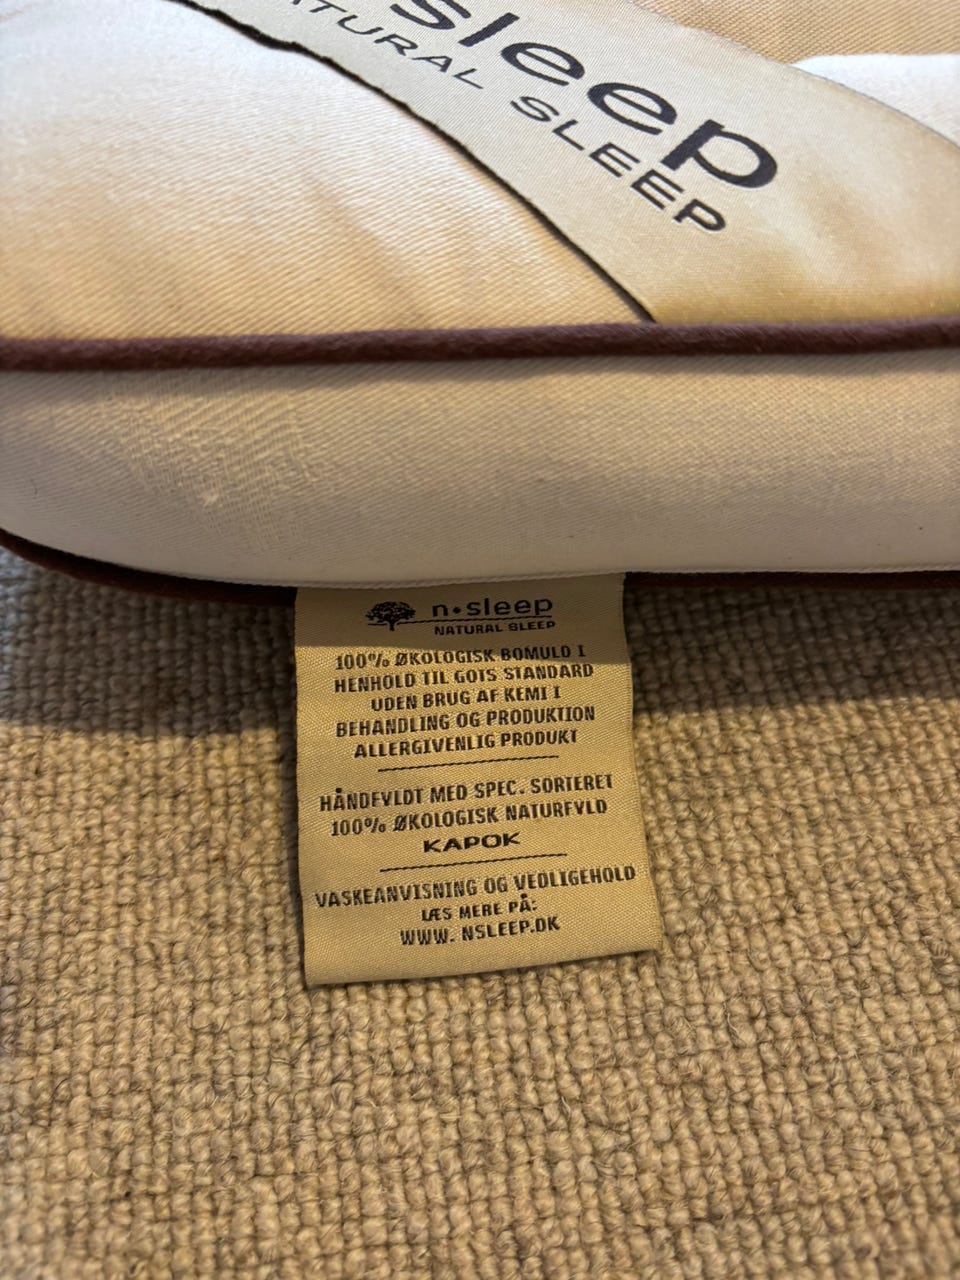 sleep
NATURAL SLEEP
n·sleep
NATURAL SLEEP
100% ØKOLOGISK BOMULD I
HENHOLD TIL GOTS STANDARD
UDEN BRUG AF KEMI I
BEHANDLING OG PRODUKTION
ALLERGIVENLIG PRODUKT
HÅNDFYLDT MED SPEC. SORTERET
100% ØKOLOGISK NATURFYLD
KAPOK
VASKEANVISNING OG VEDLIGEHOLD
LÆS MERE PÅ:
WWW. NSLEEP.DK